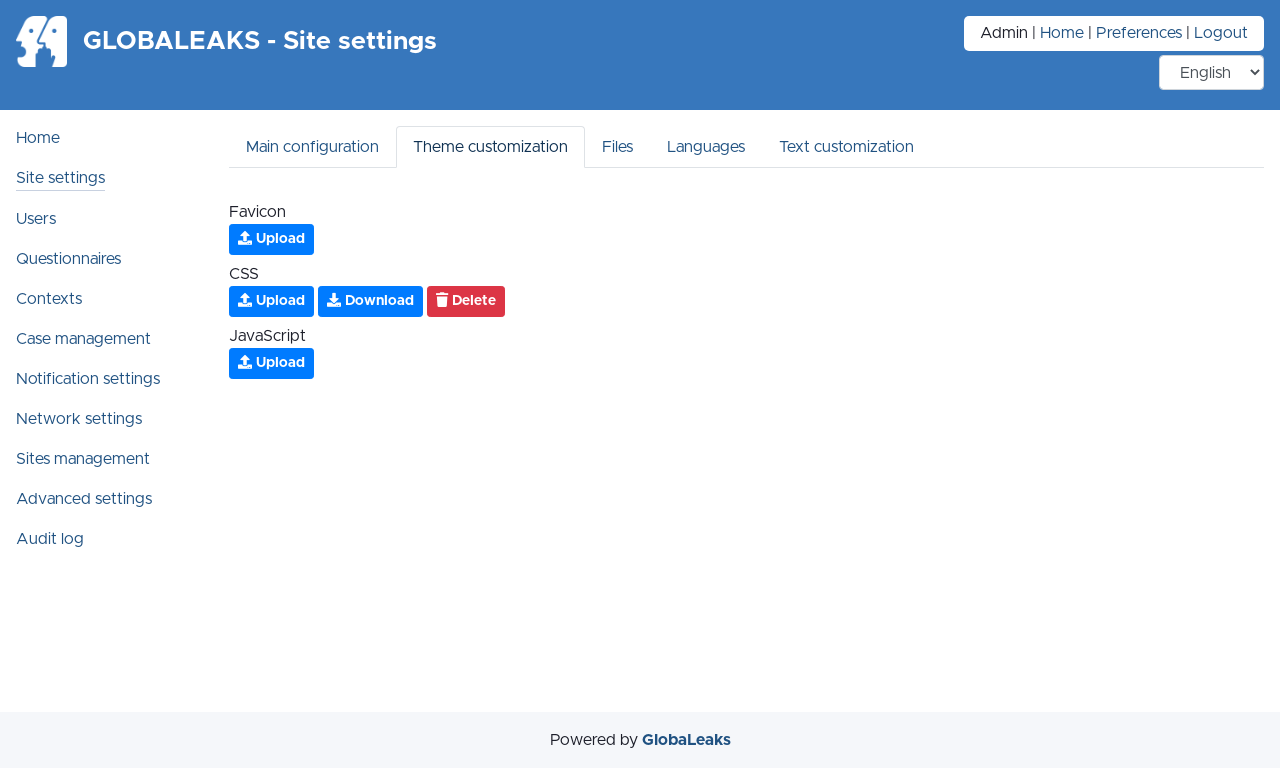 GLOBALEAKS - Site settings
Admin | Home | Preferences | Logout
English
Home
Site settings
Users
Questionnaires
Contexts
Case management
Notification settings
Network settings
Sites management
Advanced settings
Audit log
Main configuration Theme customization Files Languages Text customization
Favicon
Upload
CSS
Upload Download Delete
JavaScript
Upload
Powered by GlobaLeaks